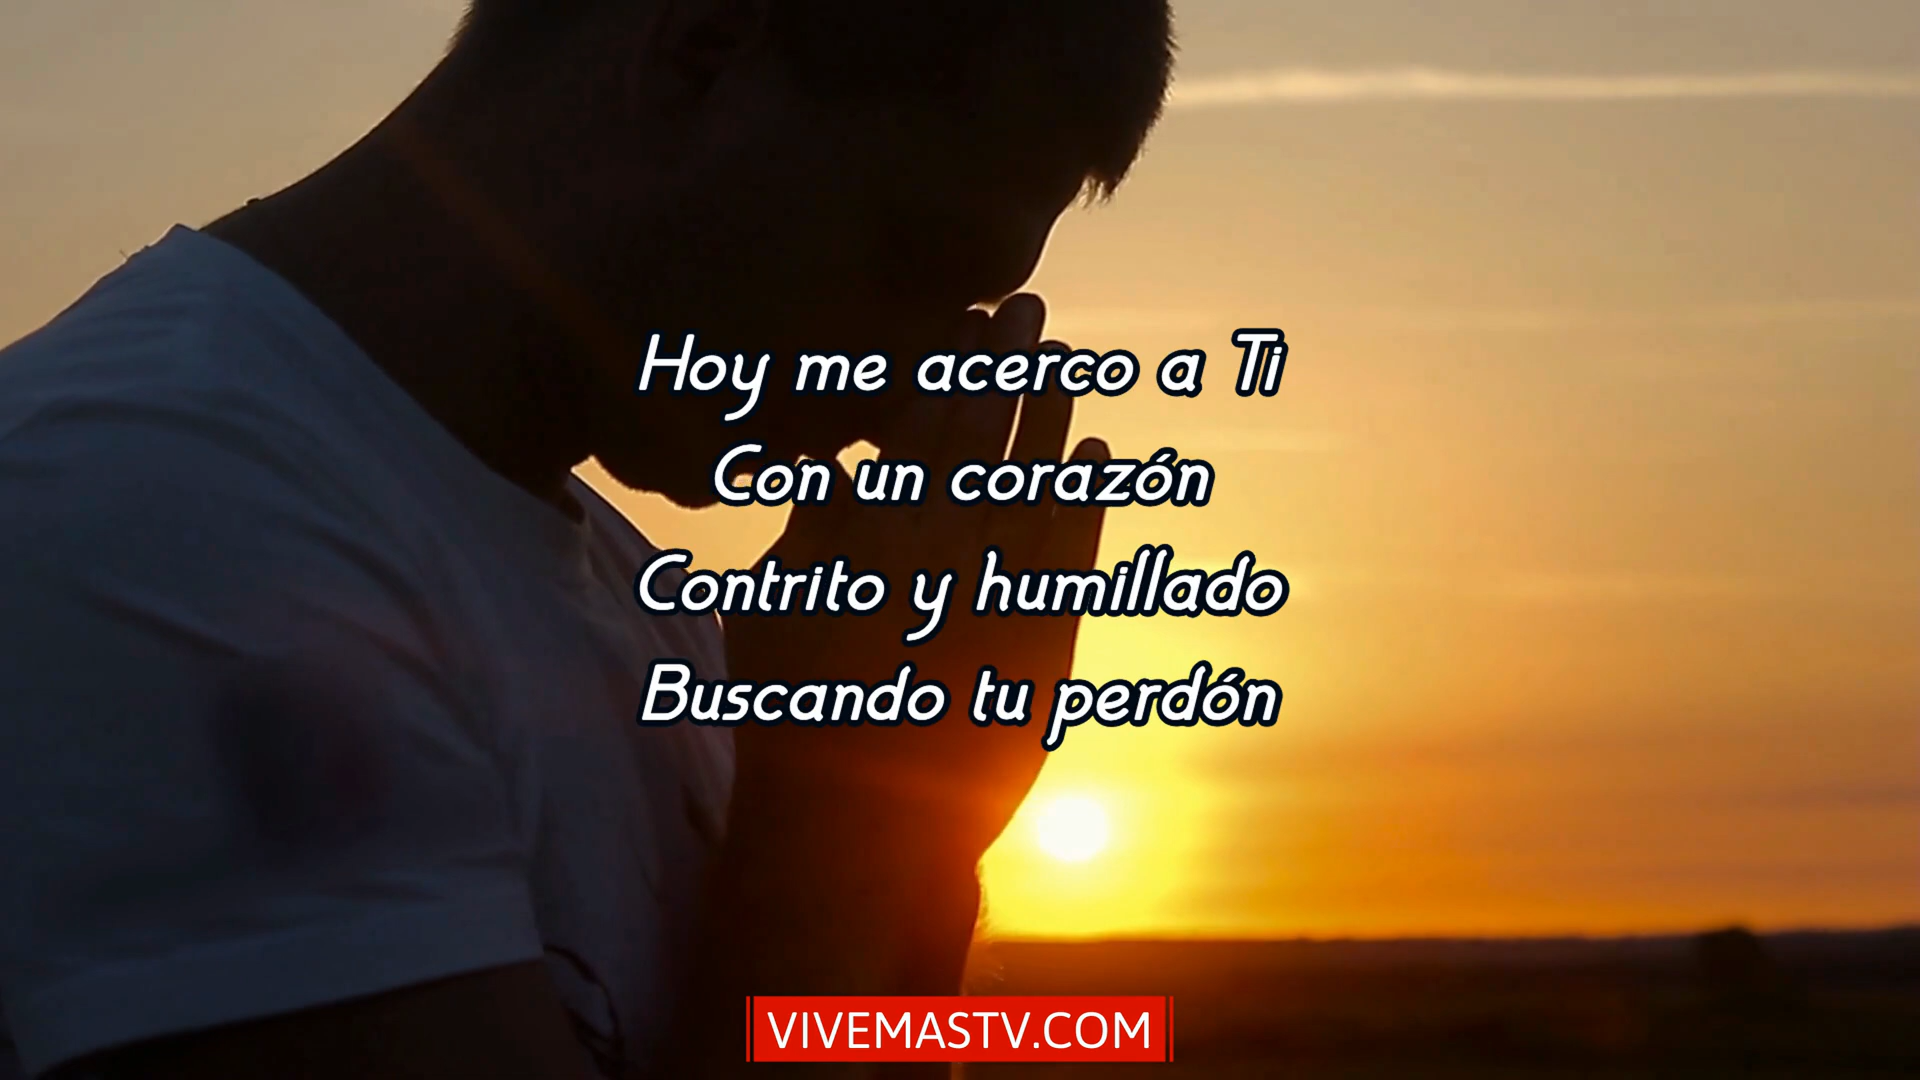 Hoy me acerco a Ti
Con un corazón
Contrito y humillado
Buscando tu perdón
VIVEMASTV.COM